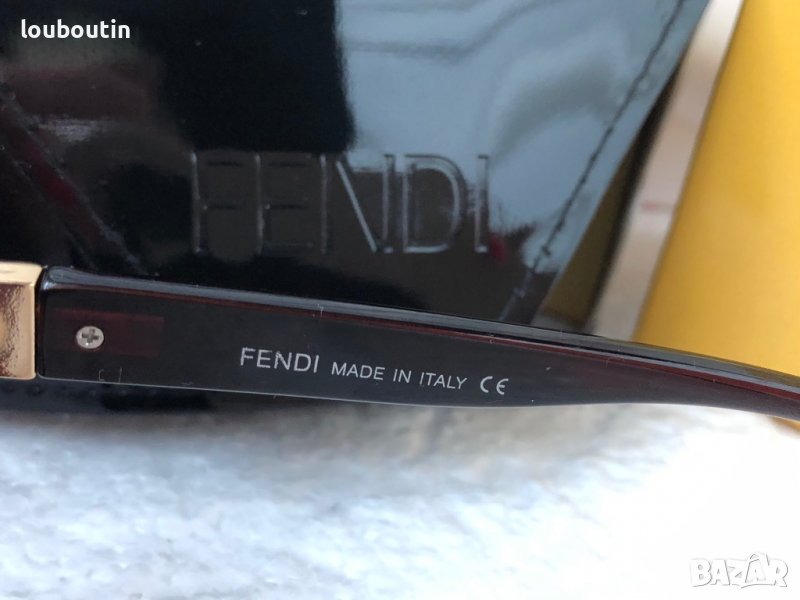 louboutin
FENDI
FENDI MADE IN ITALY CE
BAZAR